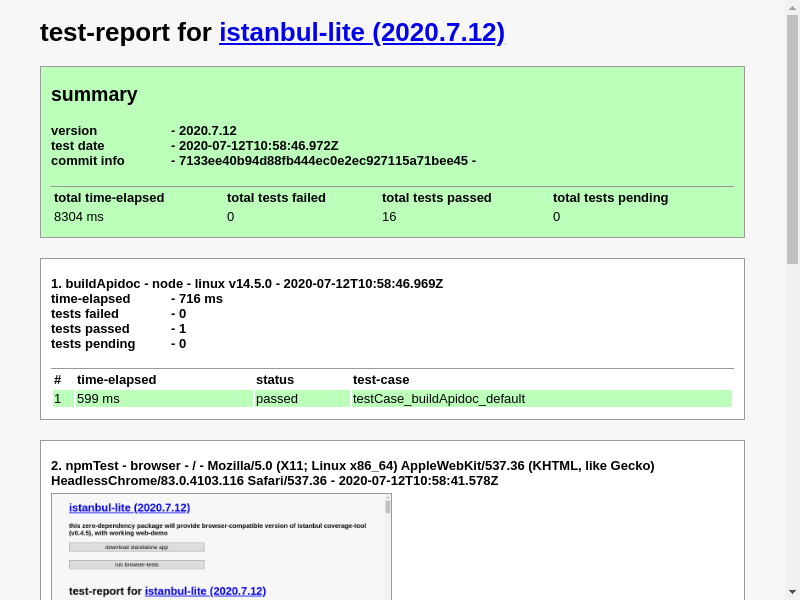 test-report for istanbul-lite (2020.7.12)
summary
version - 2020.7.12
test date - 2020-07-12T10:58:46.972Z
commit info - 7133ee40b94d88fb444ec0e2ec927115a71bee45 -
total time-elapsed total tests failed total tests passed total tests pending
8304 ms 0 16 0
1. buildApidoc - node - linux v14.5.0 - 2020-07-12T10:58:46.969Z
time-elapsed - 716 ms
tests failed - 0
tests passed - 1
tests pending - 0
# time-elapsed status test-case
1 599 ms passed testCase_buildApidoc_default
2. npmTest - browser - / - Mozilla/5.0 (X11; Linux x86_64) AppleWebKit/537.36 (KHTML, like Gecko)
HeadlessChrome/83.0.4103.116 Safari/537.36 - 2020-07-12T10:58:41.578Z
istanbul-lite (2020.7.12)
this zero-dependency package will provide browser-compatible version of istanbul coverage-tool
(v0.4.5), with working web-demo
download standalone app
run browser-tests
test-report for istanbul-lite (2020.7.12)